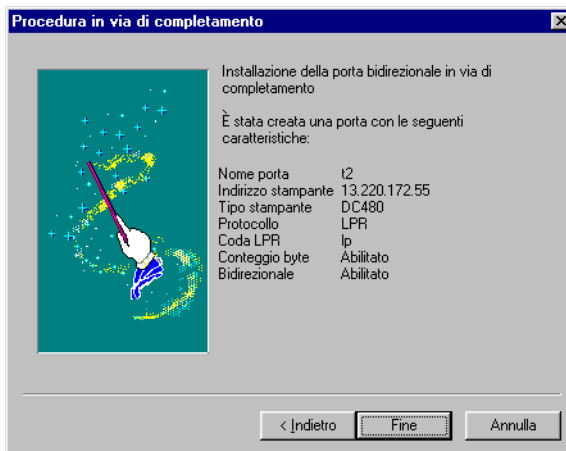 Procedura in via di completamento
Installazione della porta bidirezionale in via di
completamento
È stata creata una porta con le seguenti
caratteristiche:
Nome porta t2
Indirizzo stampante 13.220.172.55
Tipo stampante DC480
Protocollo LPR
Coda LPR lp
Conteggio byte Abilitato
Bidirezionale Abilitato
< Indietro Fine Annulla